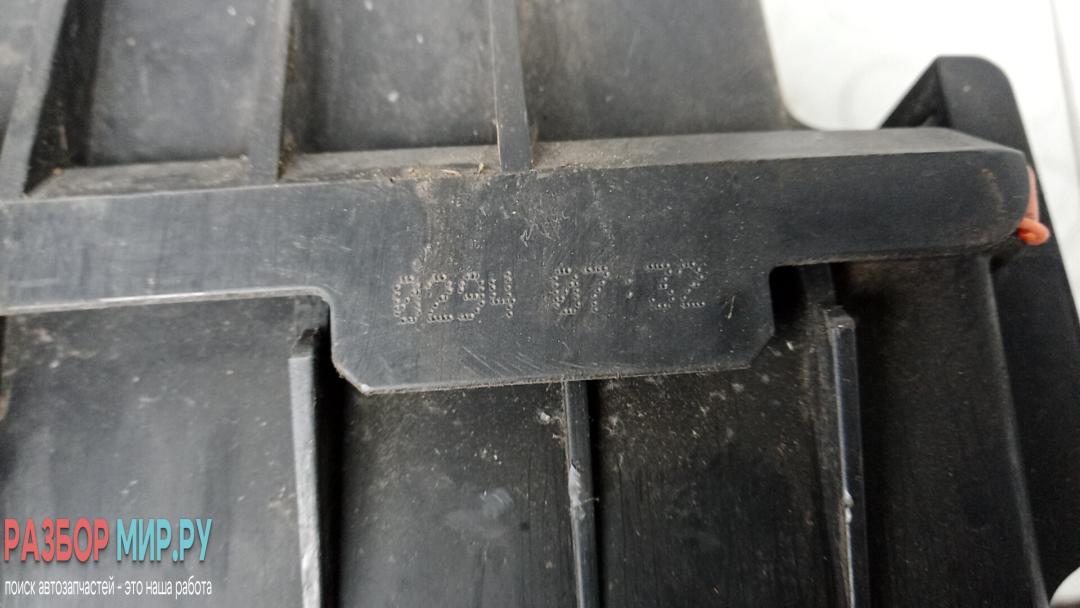 0294 07:32
РАЗБОР МИР.РУ
поиск автозапчастей - это наша работа